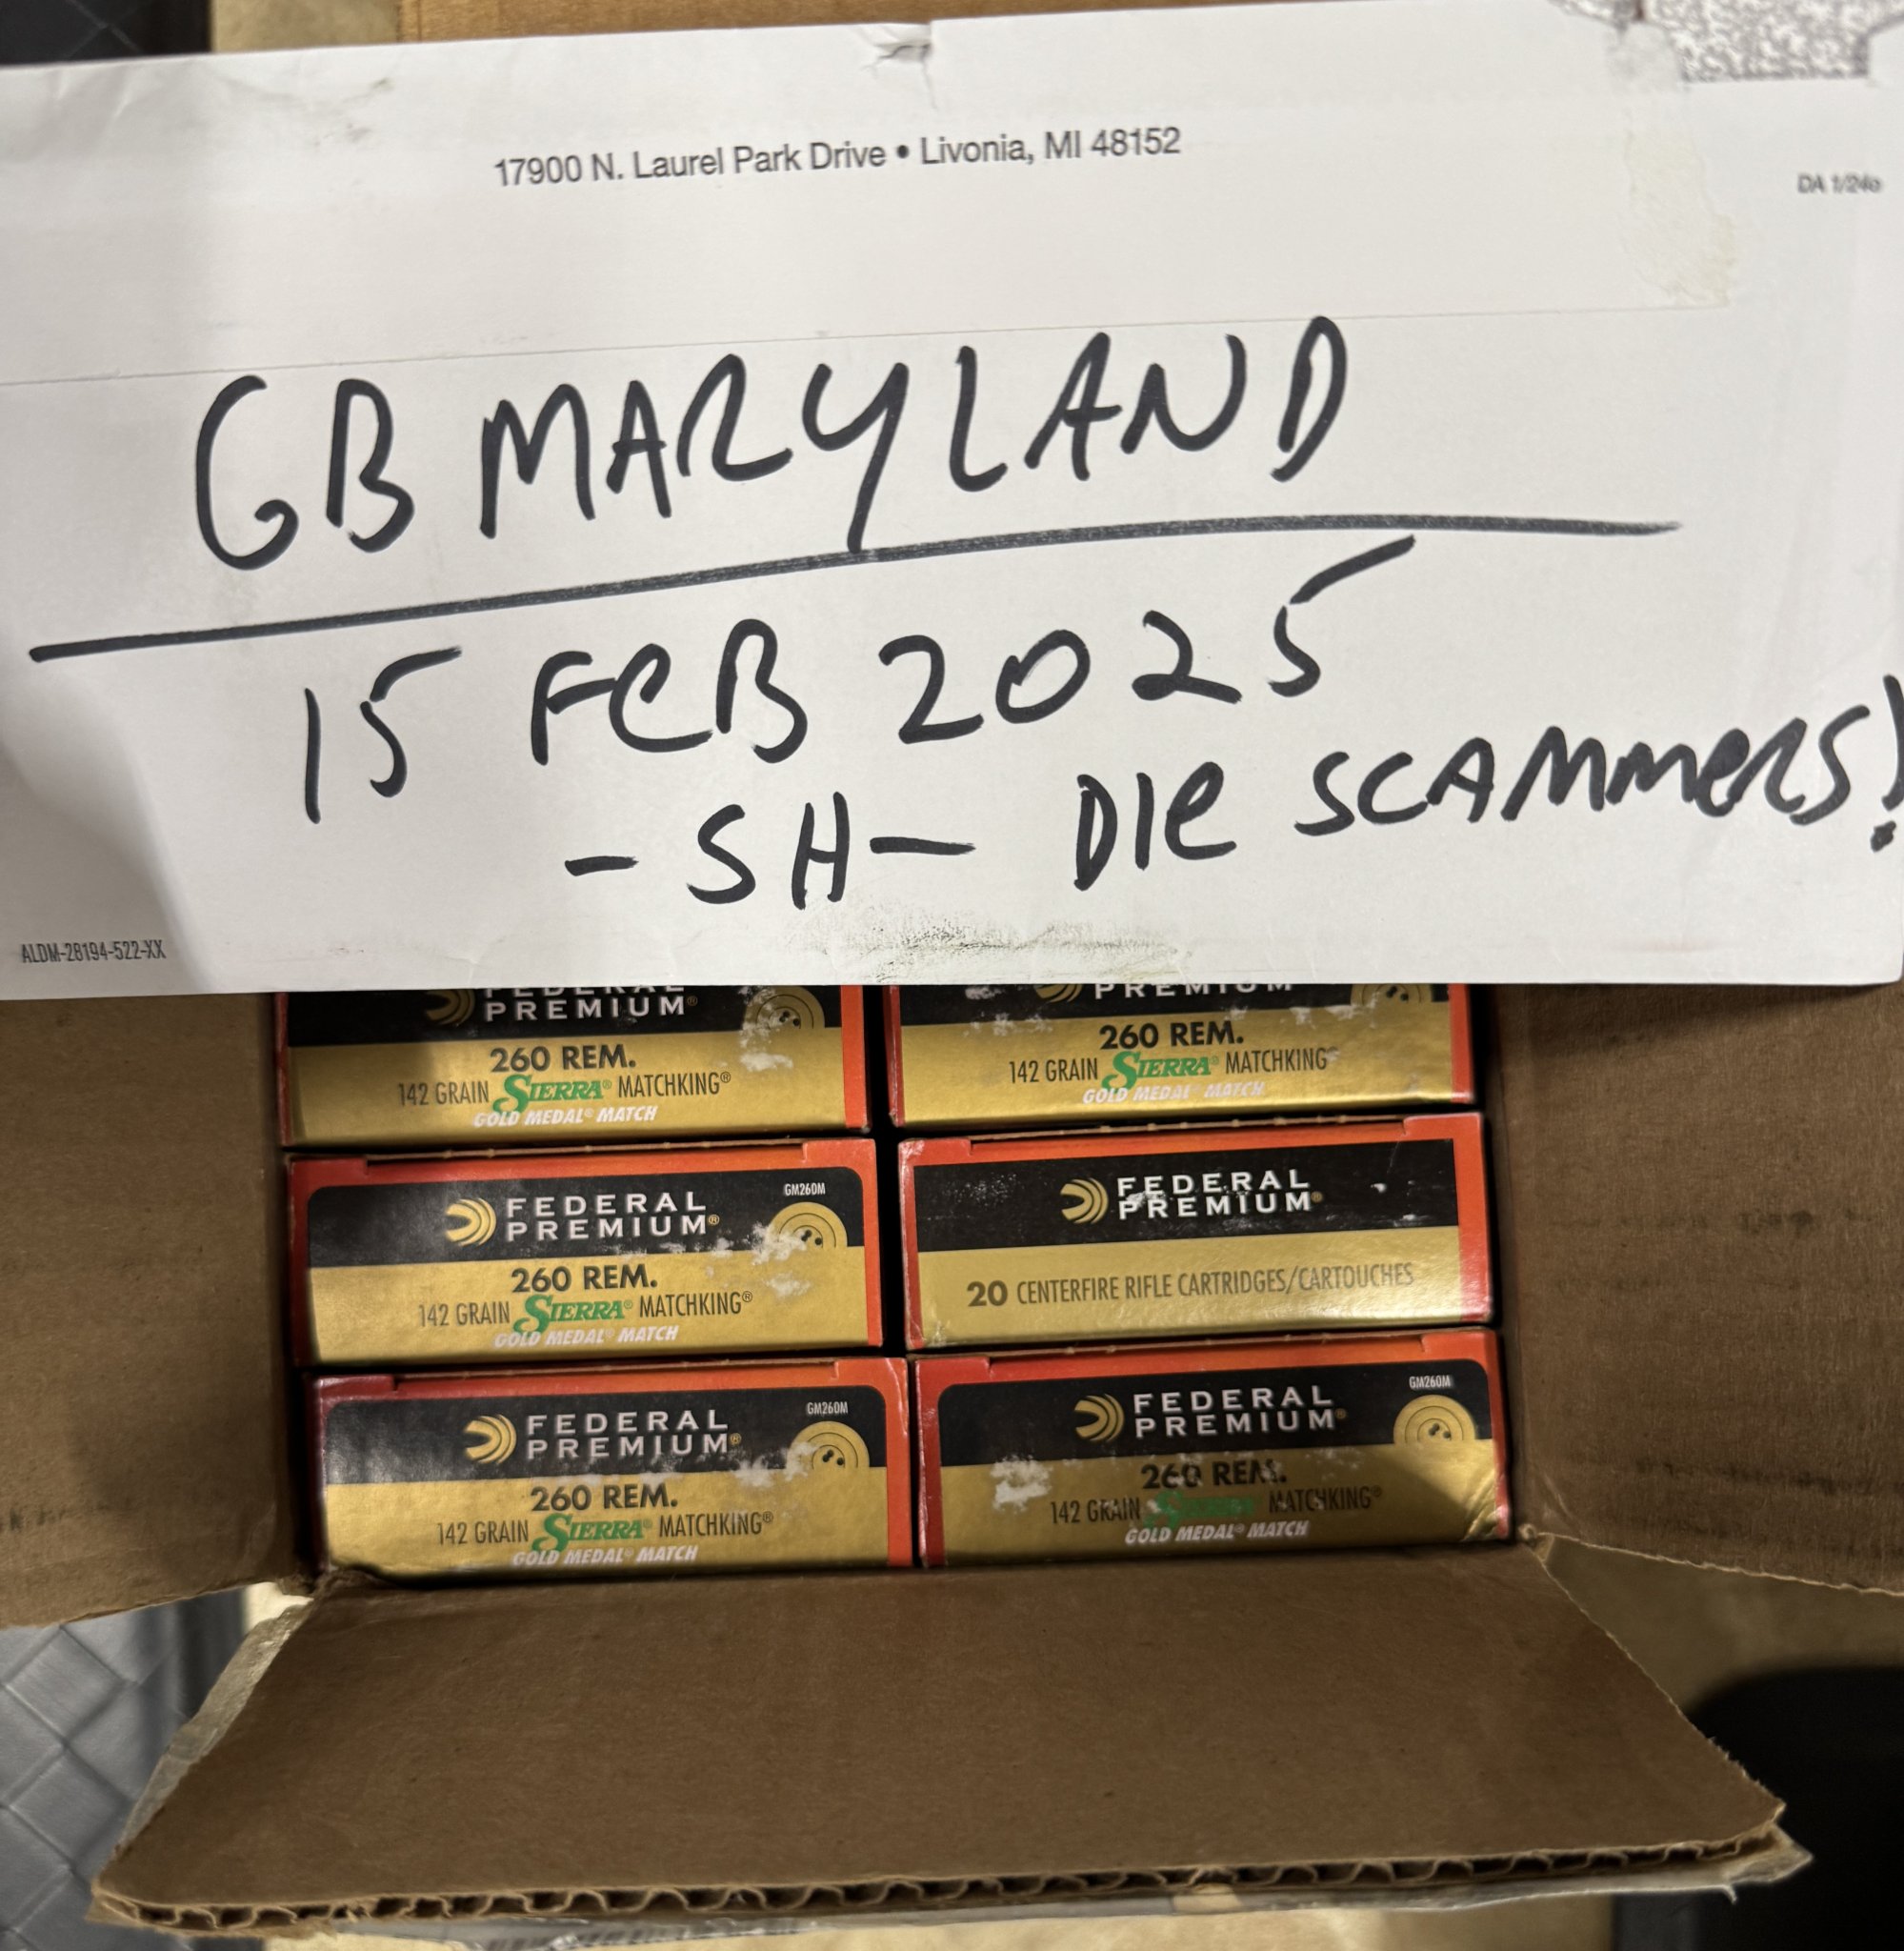 17900 N. Laurel Park Drive • Livonia, MI 48152
DA 1/24o
GB MARYLAND
15 FeB 2025
-SH- DIe SCAMMeRS!
ALDM-28194-522-XX
FEDERAL
PREMIUM®
260 REM.
142 GRAIN SIERRA® MATCHKING®
GOLD MEDAL® MATCH
PREMIUM
260 REM.
142 GRAIN SIERRA® MATCHKING®
GOLD MEDAL® MATCH
GM260M
FEDERAL
PREMIUM®
260 REM.
142 GRAIN SIERRA® MATCHKING®
GOLD MEDAL® MATCH
FEDERAL
PREMIUM®
20 CENTERFIRE RIFLE CARTRIDGES/CARTOUCHES
GM260M
FEDERAL
PREMIUM®
260 REM.
142 GRAIN SIERRA® MATCHKING®
GOLD MEDAL® MATCH
GM260M
FEDERAL
PREMIUM®
260 REM.
142 GRAIN SIERRA MATCHKING®
GOLD MEDAL® MATCH